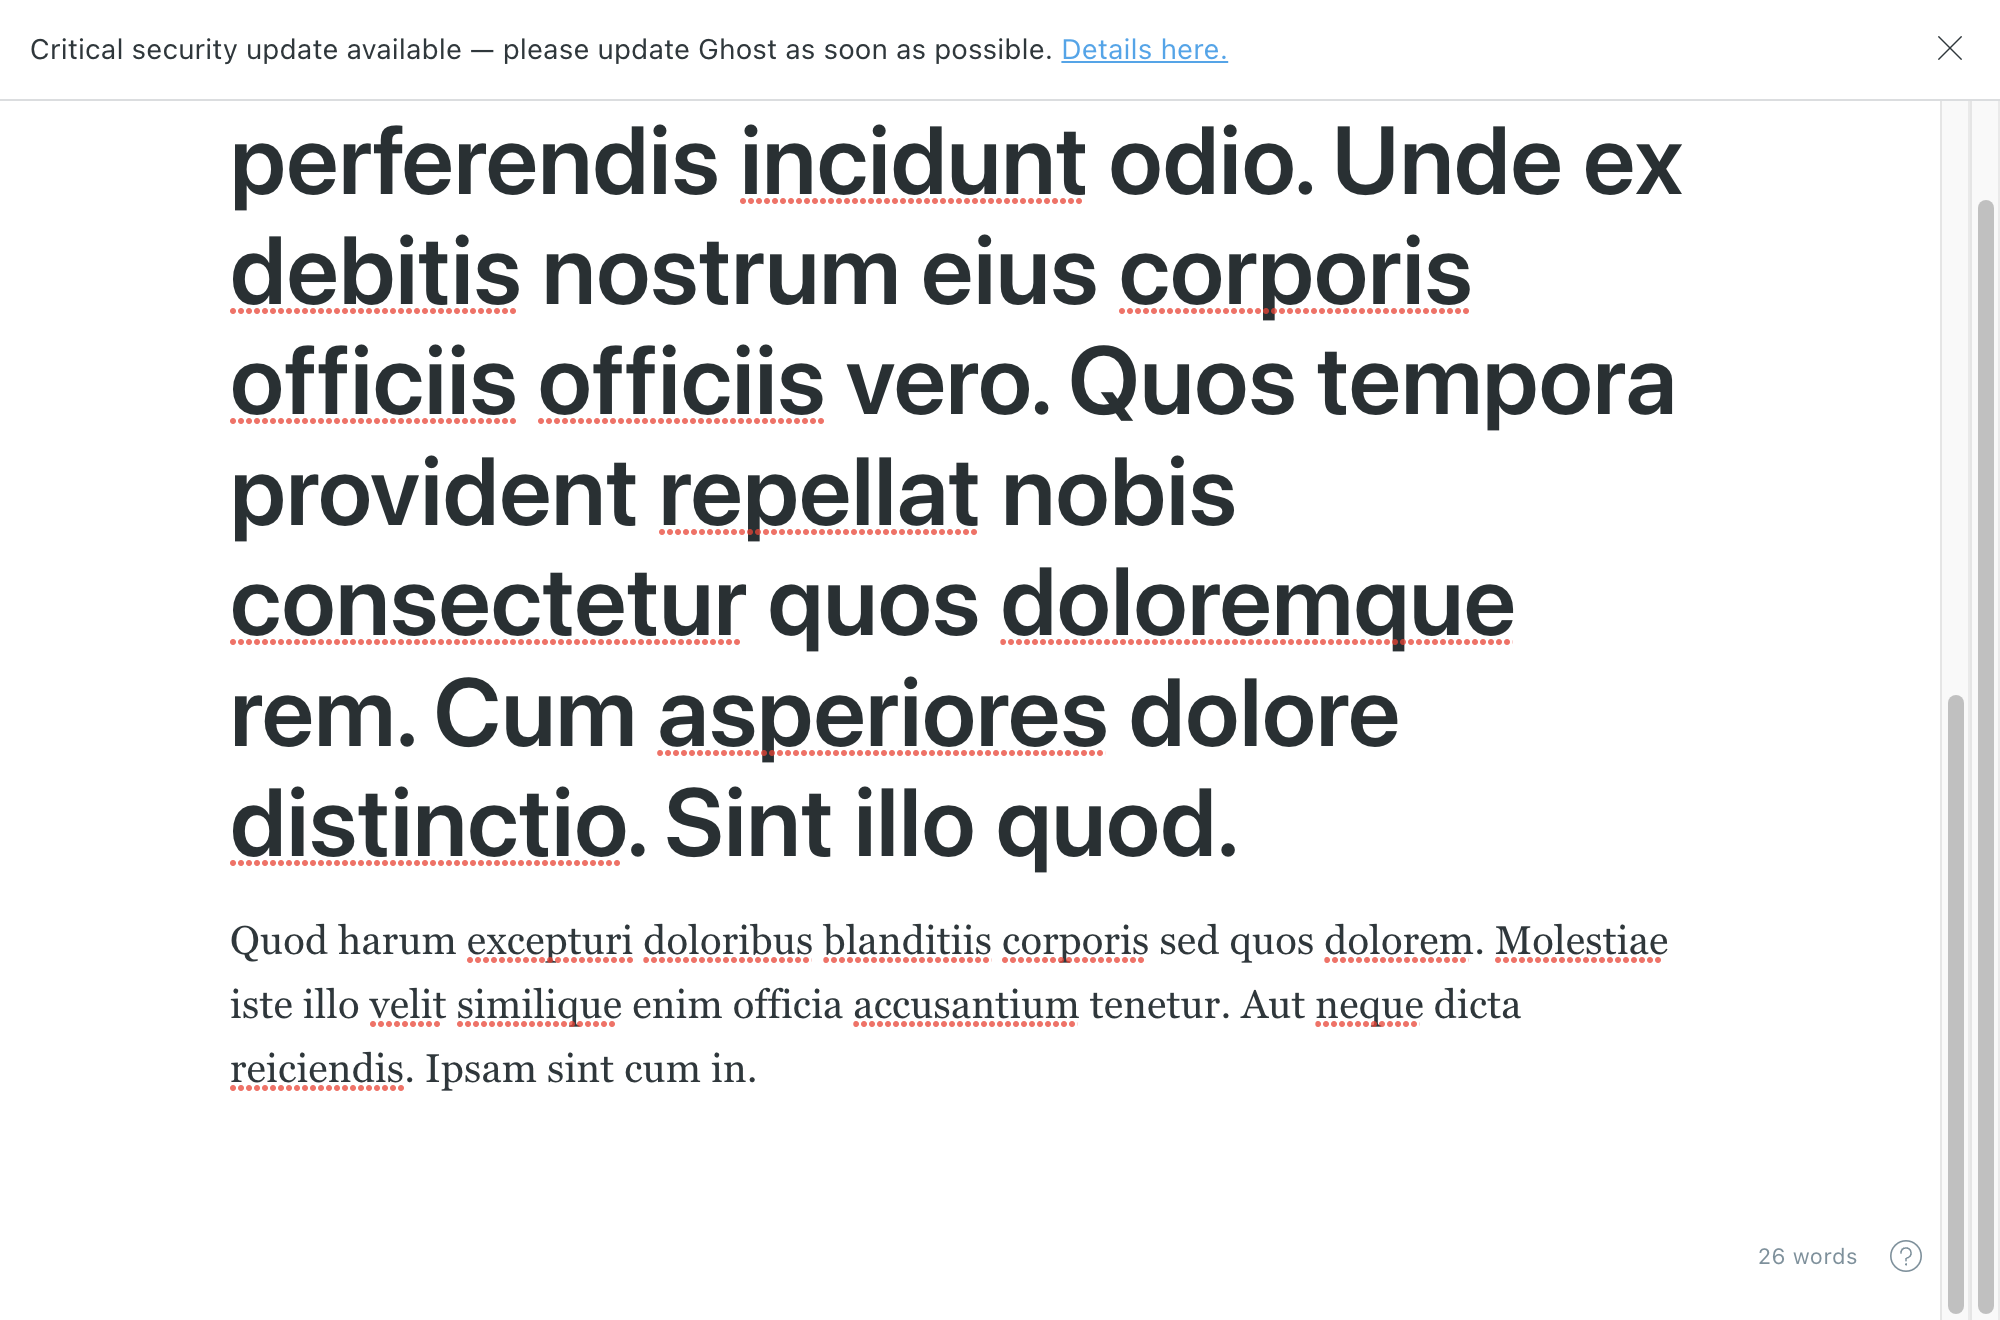 Critical security update available — please update Ghost as soon as possible. Details here.
perferendis incidunt odio. Unde ex
debitis nostrum eius corporis
officiis officiis vero. Quos tempora
provident repellat nobis
consectetur quos doloremque
rem. Cum asperiores dolore
distinctio. Sint illo quod.
Quod harum excepturi doloribus blanditiis corporis sed quos dolorem. Molestiae
iste illo velit similique enim officia accusantium tenetur. Aut neque dicta
reiciendis. Ipsam sint cum in.
26 words ?